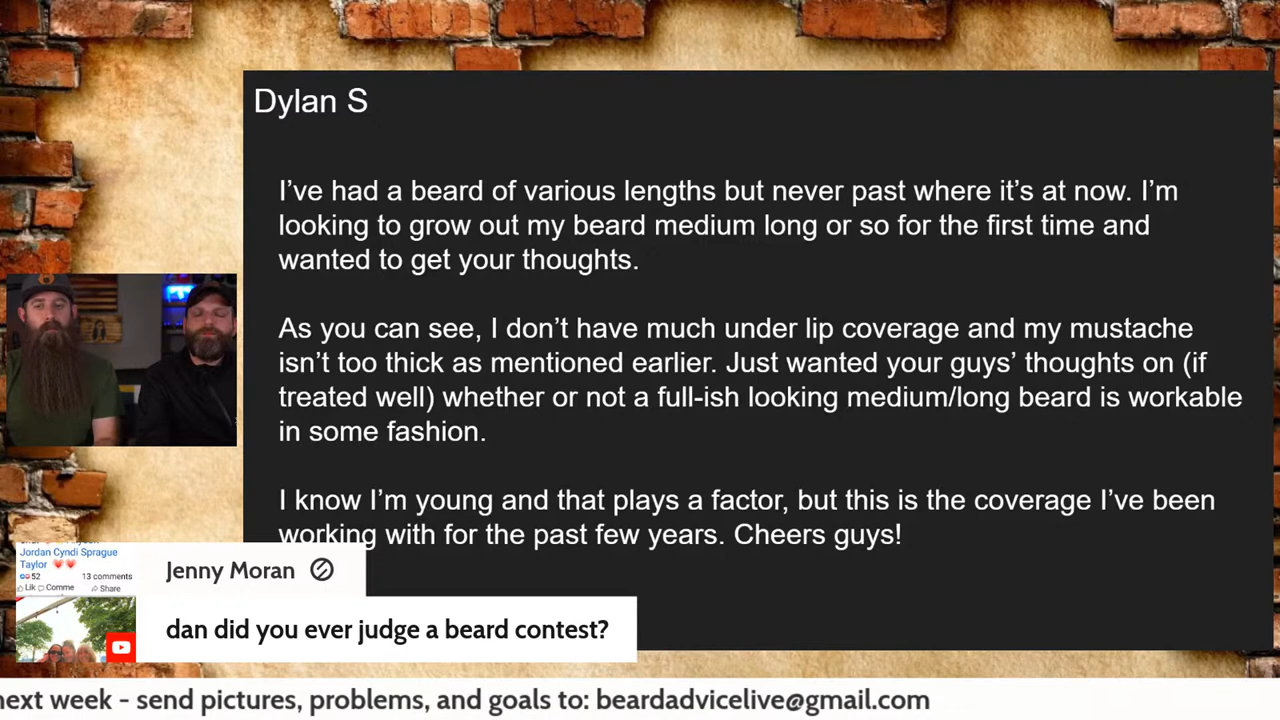 Dylan S
I’ve had a beard of various lengths but never past where it’s at now. I’m
looking to grow out my beard medium long or so for the first time and
wanted to get your thoughts.
As you can see, I don’t have much under lip coverage and my mustache
isn’t too thick as mentioned earlier. Just wanted your guys’ thoughts on (if
treated well) whether or not a full-ish looking medium/long beard is workable
in some fashion.
I know I’m young and that plays a factor, but this is the coverage I’ve been
working with for the past few years. Cheers guys!
Jordan Cyndi Sprague
Taylor
52 13 comments
Lik Comme Share
Jenny Moran
dan did you ever judge a beard contest?
next week - send pictures, problems, and goals to: beardadvicelive@gmail.com